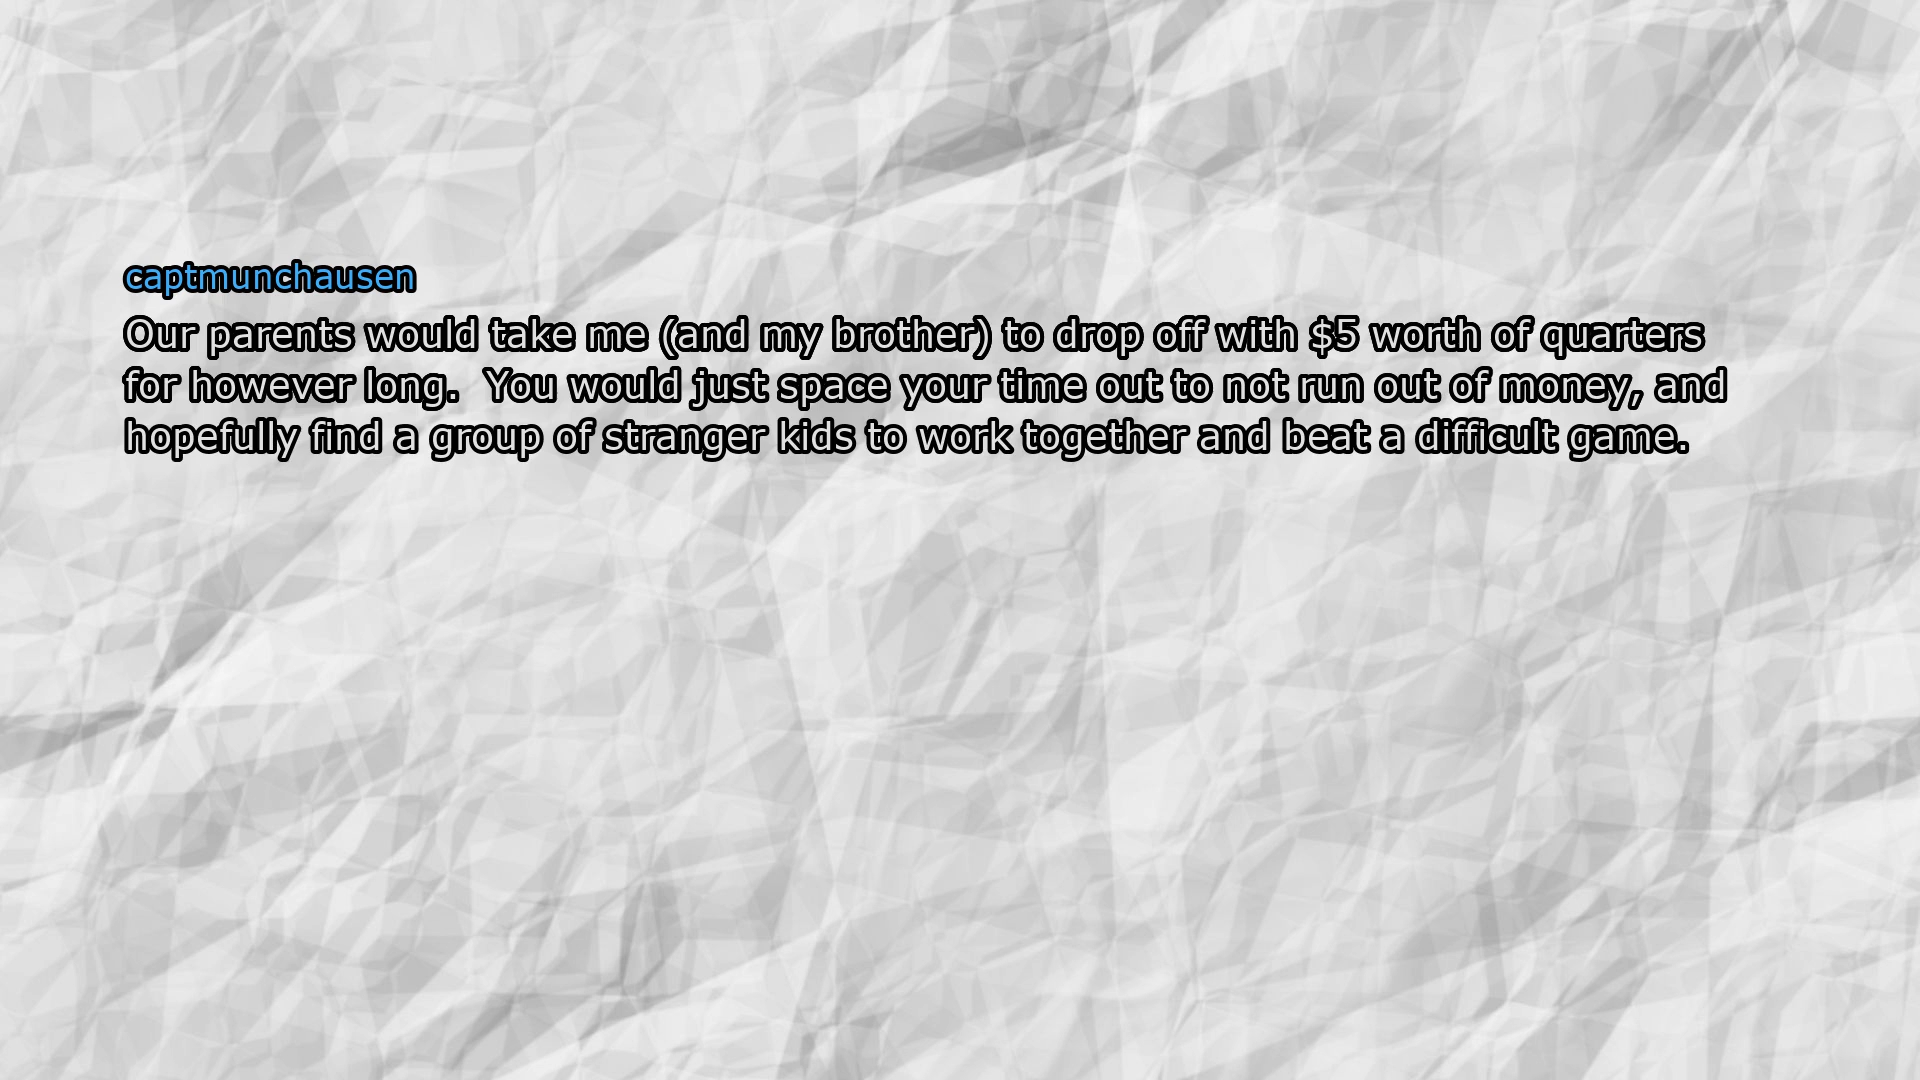 captmunchausen
Our parents would take me (and my brother) to drop off with $5 worth of quarters
for however long.  You would just space your time out to not run out of money, and
hopefully find a group of stranger kids to work together and beat a difficult game.